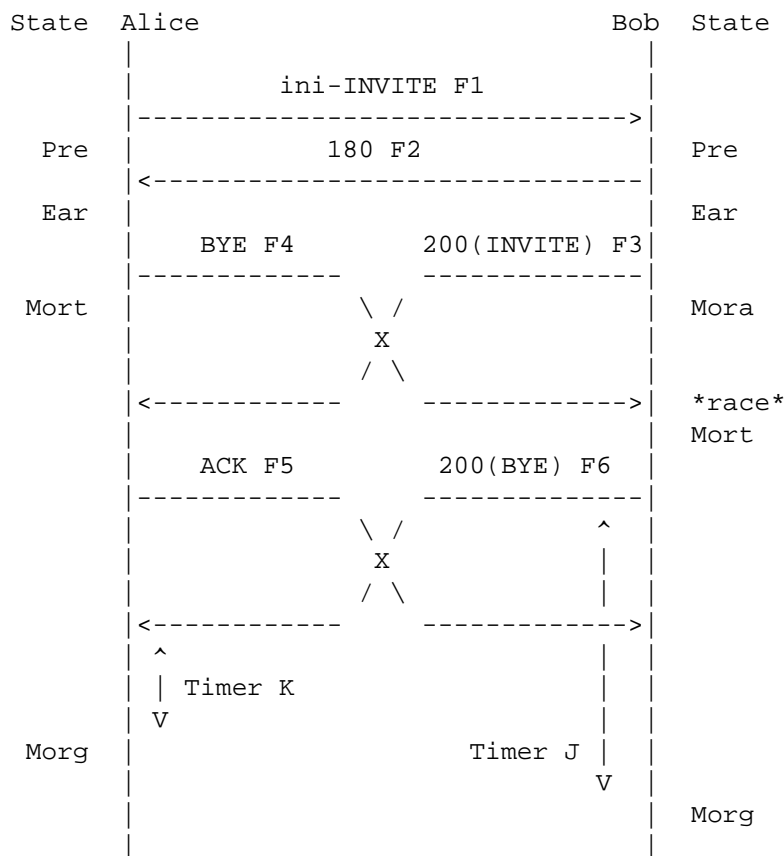 State Alice Bob State
ini-INVITE F1
Pre 180 F2 Pre
Ear Ear
BYE F4 200(INVITE) F3
Mort \ / Mora
X
/ \
*race*
Mort
ACK F5 200(BYE) F6
\ /
X
/ \
Timer K
V
Morg Timer J
V
Morg